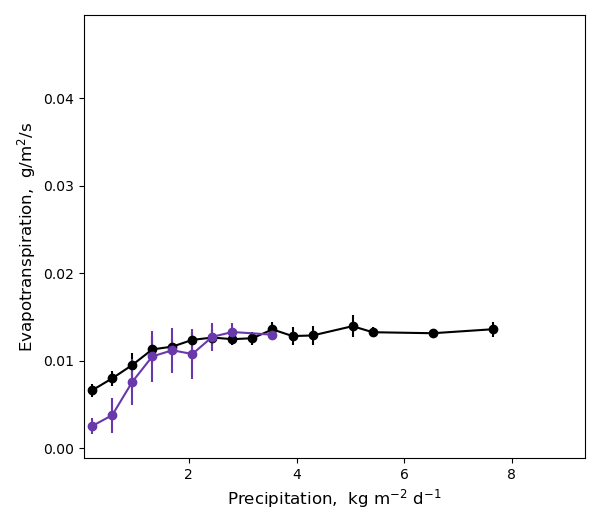 0.04
0.03
0.02
0.01
0.00
Evapotranspiration, g/m²/s
2 4 6 8
Precipitation, kg m⁻² d⁻¹